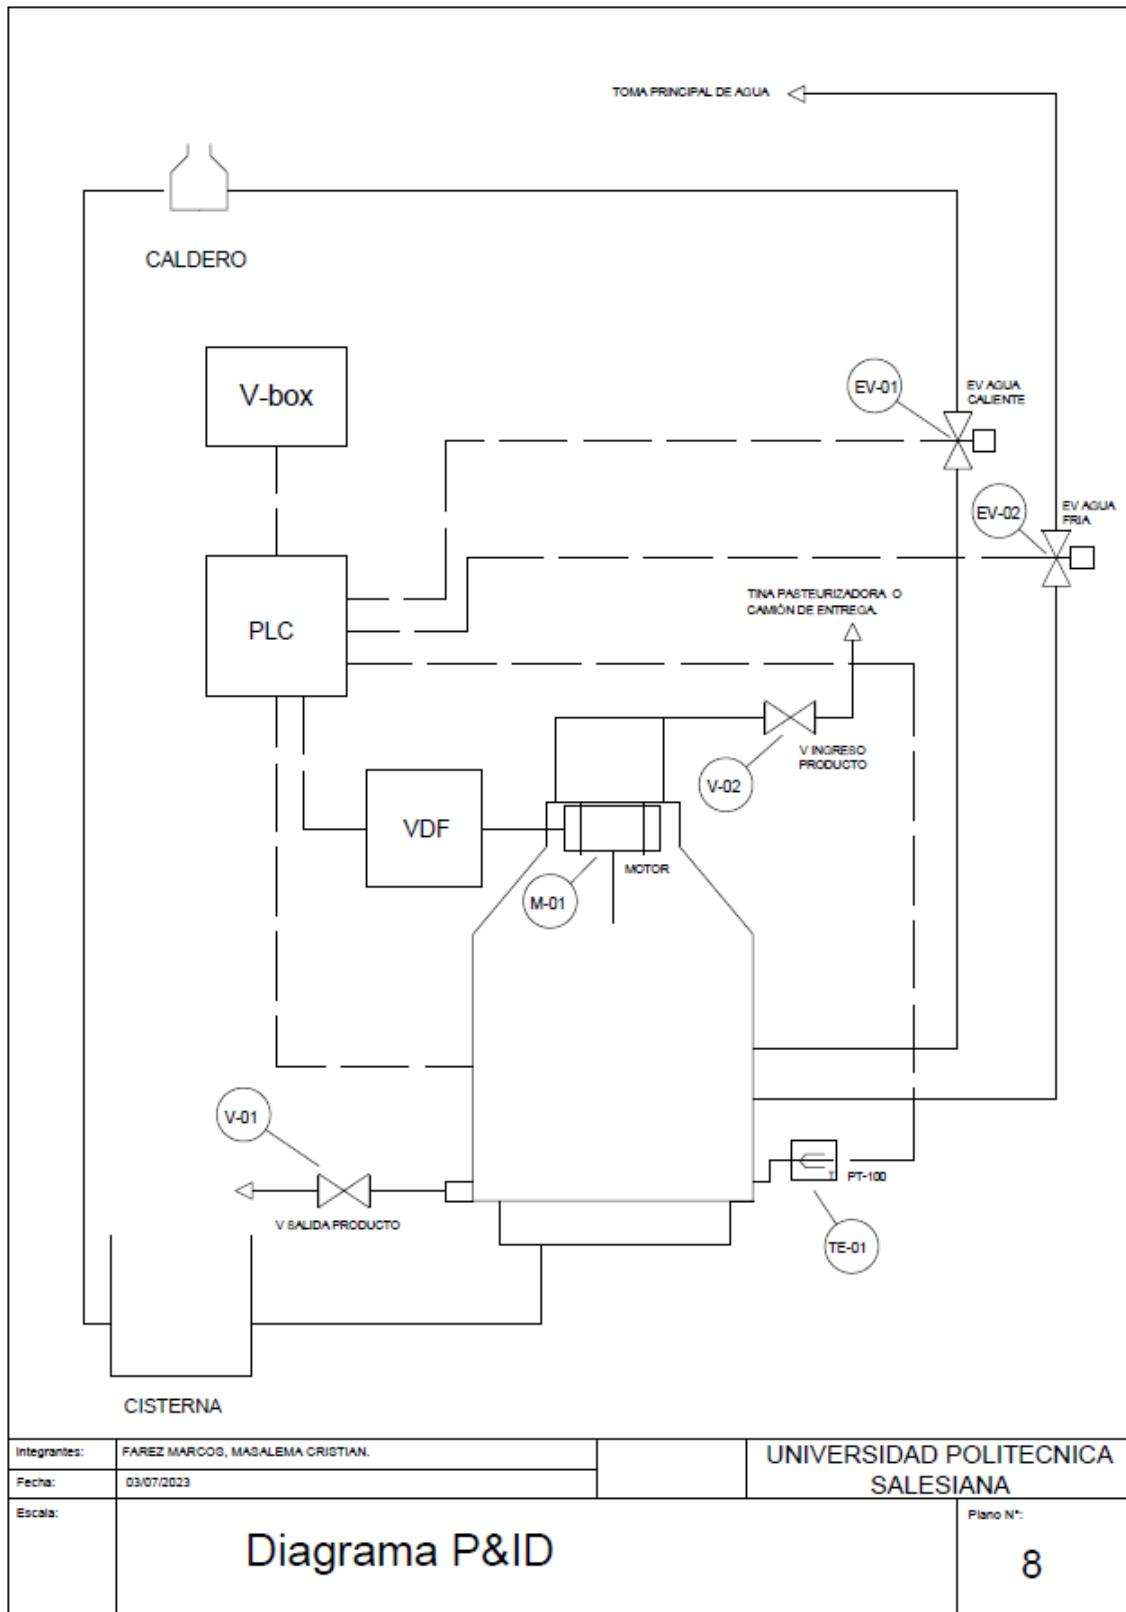 TOMA PRINCIPAL DE AGUA
CALDERO
V-box
EV-01
EV AGUA
CALIENTE
EV-02
EV AGUA
FRIA
PLC
TINA PASTEURIZADORA O
CAMIÓN DE ENTREGA.
V INGRESO
PRODUCTO
V-02
VDF
MOTOR
M-01
V-01
V SALIDA PRODUCTO
T
PT-100
TE-01
CISTERNA
Integrantes:
FAREZ MARCOS, MASALEMA CRISTIAN.
Fecha:
03/07/2023
UNIVERSIDAD POLITECNICA
SALESIANA
Escala:
Diagrama P&ID
Plano N°:
8